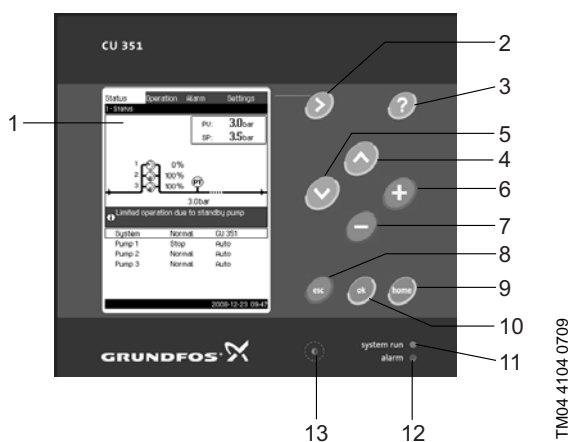 CU 351
Status Operation Alarm Settings
1 - Status
PV: 3.0bar
SP: 3.5bar
1 0%
2 100%
3 100%
PT
3.0bar
Limited operation due to standby pump
System Normal CU 351
Pump 1 Stop Auto
Pump 2 Normal Auto
Pump 3 Normal Auto
2008-12-23 09:47
esc ok home
GRUNDFOS
system run
alarm
1
2
3
5
4
6
7
8
9
10
11
12
13
TM04 4104 0709
?